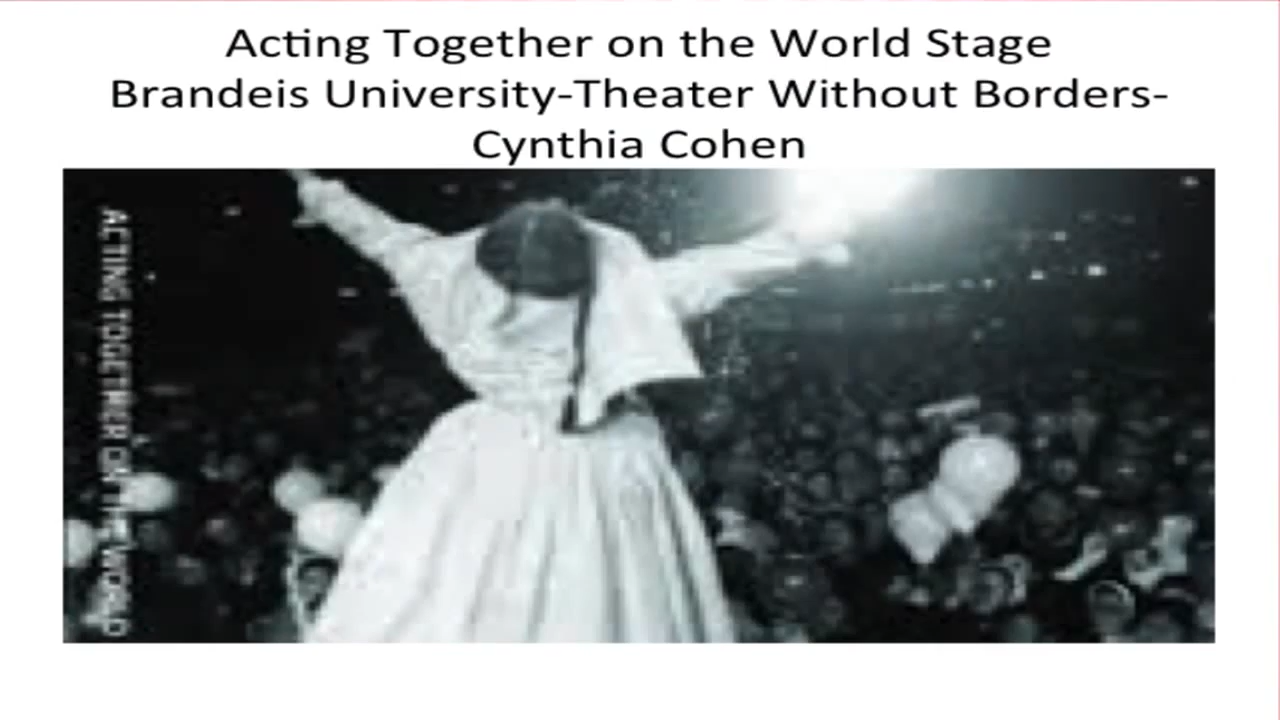 Acting Together on the World Stage
Brandeis University-Theater Without Borders-
Cynthia Cohen
ACTING TOGETHER ON THE WORLD